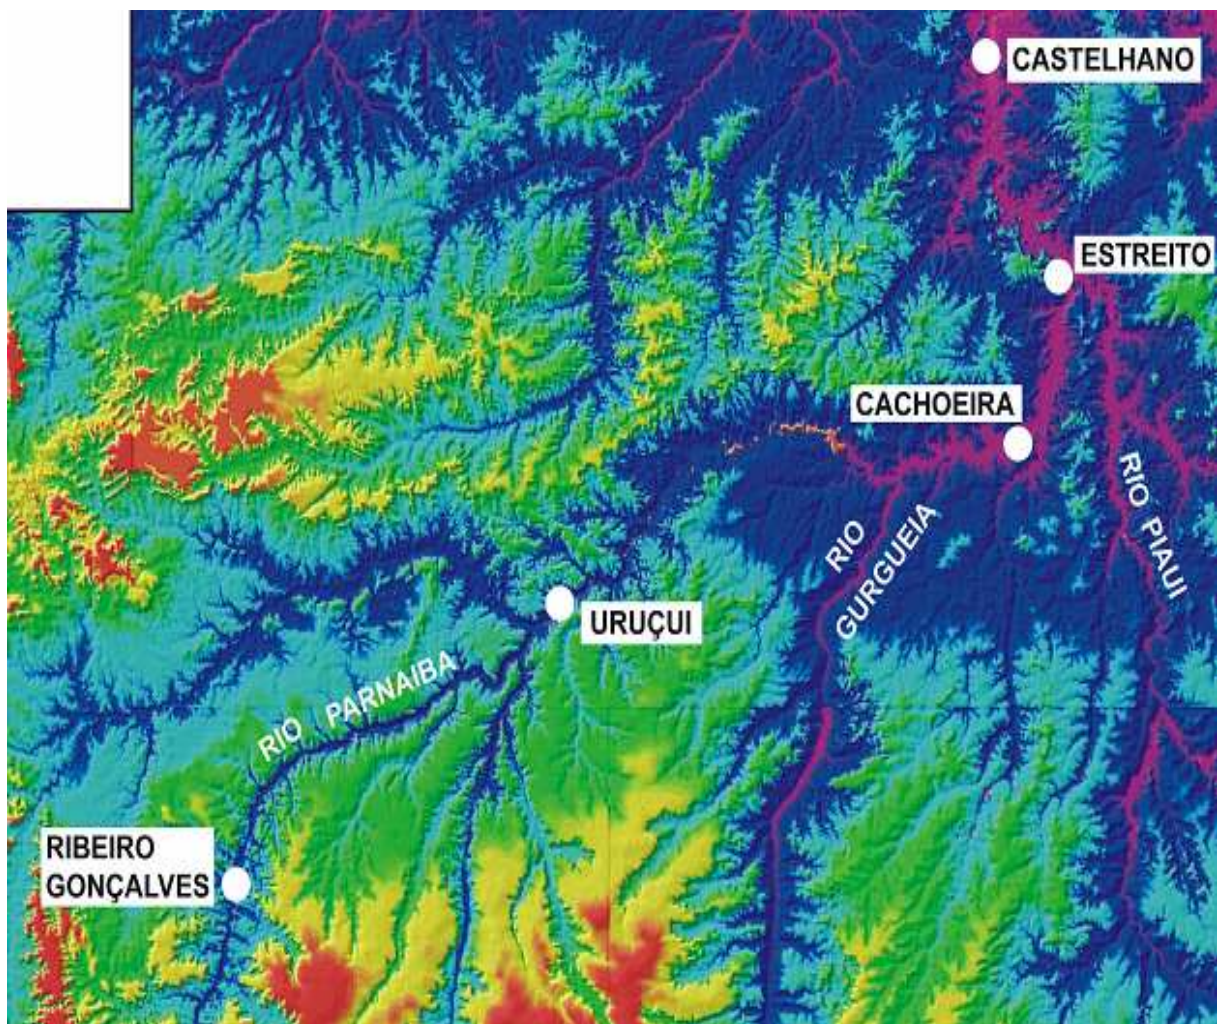 CASTELHANO
ESTREITO
CACHOEIRA
RIO PIAUI
RIO
GURGUEIA
URUÇUI
RIO PARNAIBA
RIBEIRO
GONÇALVES